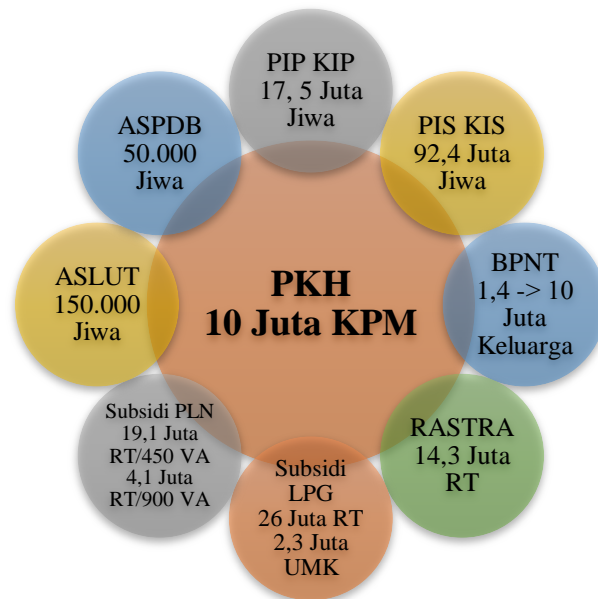 PIP KIP
17, 5 Juta
Jiwa
PIS KIS
92,4 Juta
Jiwa
BPNT
1,4 -> 10
Juta
Keluarga
RASTRA
14,3 Juta
RT
Subsidi
LPG
26 Juta RT
2,3 Juta
UMK
Subsidi PLN
19,1 Juta
RT/450 VA
4,1 Juta
RT/900 VA
ASLUT
150.000
Jiwa
ASPDB
50.000
Jiwa
PKH
10 Juta KPM